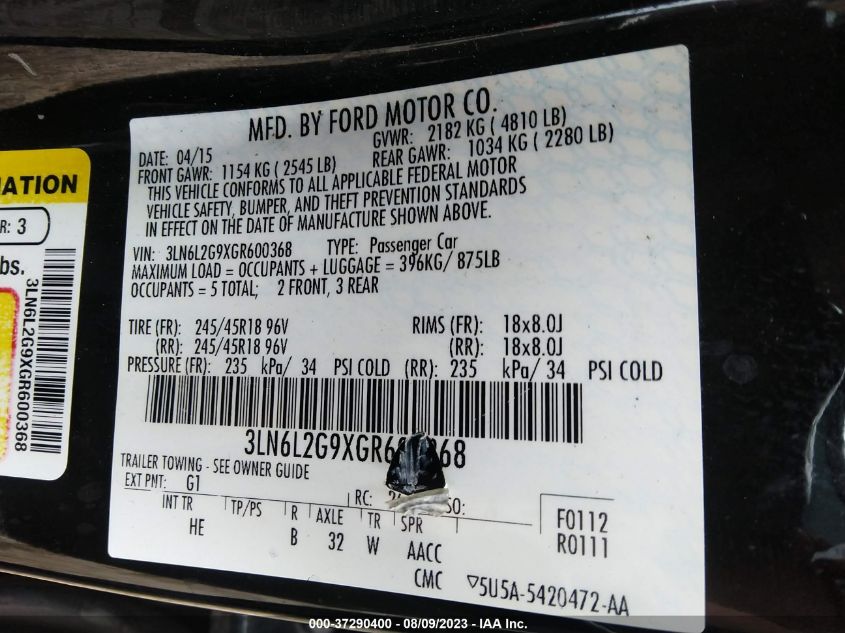 MFD. BY FORD MOTOR CO.
DATE: 04/15 GVWR: 2182 KG ( 4810 LB)
FRONT GAWR: 1154 KG ( 2545 LB) REAR GAWR: 1034 KG ( 2280 LB)
THIS VEHICLE CONFORMS TO ALL APPLICABLE FEDERAL MOTOR
VEHICLE SAFETY, BUMPER, AND THEFT PREVENTION STANDARDS
IN EFFECT ON THE DATE OF MANUFACTURE SHOWN ABOVE.
VIN: 3LN6L2G9XGR600368 TYPE: Passenger Car
MAXIMUM LOAD = OCCUPANTS + LUGGAGE = 396KG/ 875LB
OCCUPANTS = 5 TOTAL; 2 FRONT, 3 REAR
TIRE (FR): 245/45R18 96V RIMS (FR): 18x8.0J
(RR): 245/45R18 96V (RR): 18x8.0J
PRESSURE (FR): 235 kPa/ 34 PSI COLD (RR): 235 kPa/ 34 PSI COLD
3LN6L2G9XGR600368
TRAILER TOWING - SEE OWNER GUIDE
EXT PNT: G1 RC: DSO:
INT TR TP/PS R AXLE TR SPR F0112
HE B 32 W AACC R0111
CMC ▽5U5A-5420472-AA
R: 3
lbs.
3LN6L2G9XGR600368
000-37290400 - 08/09/2023 - IAA Inc.